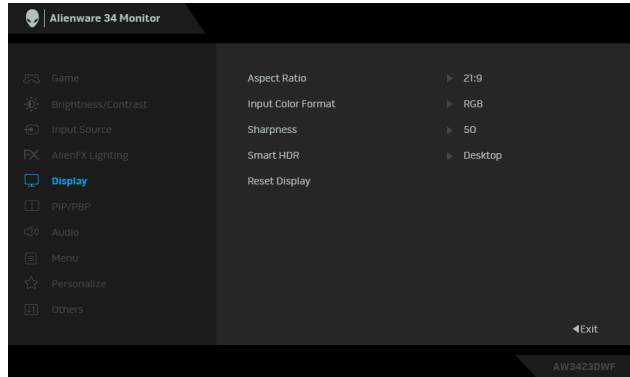 Alienware 34 Monitor
Game
Brightness/Contrast
Input Source
FX AlienFX Lighting
Display
PIP/PBP
Audio
Menu
Personalize
Others
Aspect Ratio 21:9
Input Color Format RGB
Sharpness 50
Smart HDR Desktop
Reset Display
Exit
AW3423DWF